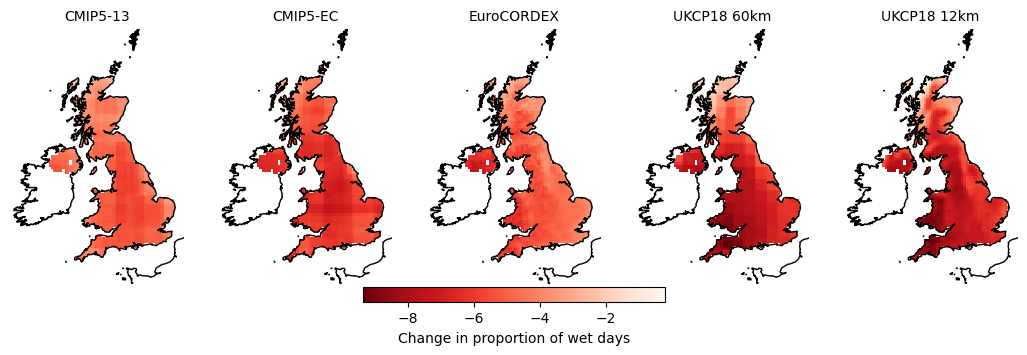 CMIP5-13 CMIP5-EC EuroCORDEX UKCP18 60km UKCP18 12km
−8 −6 −4 −2
Change in proportion of wet days